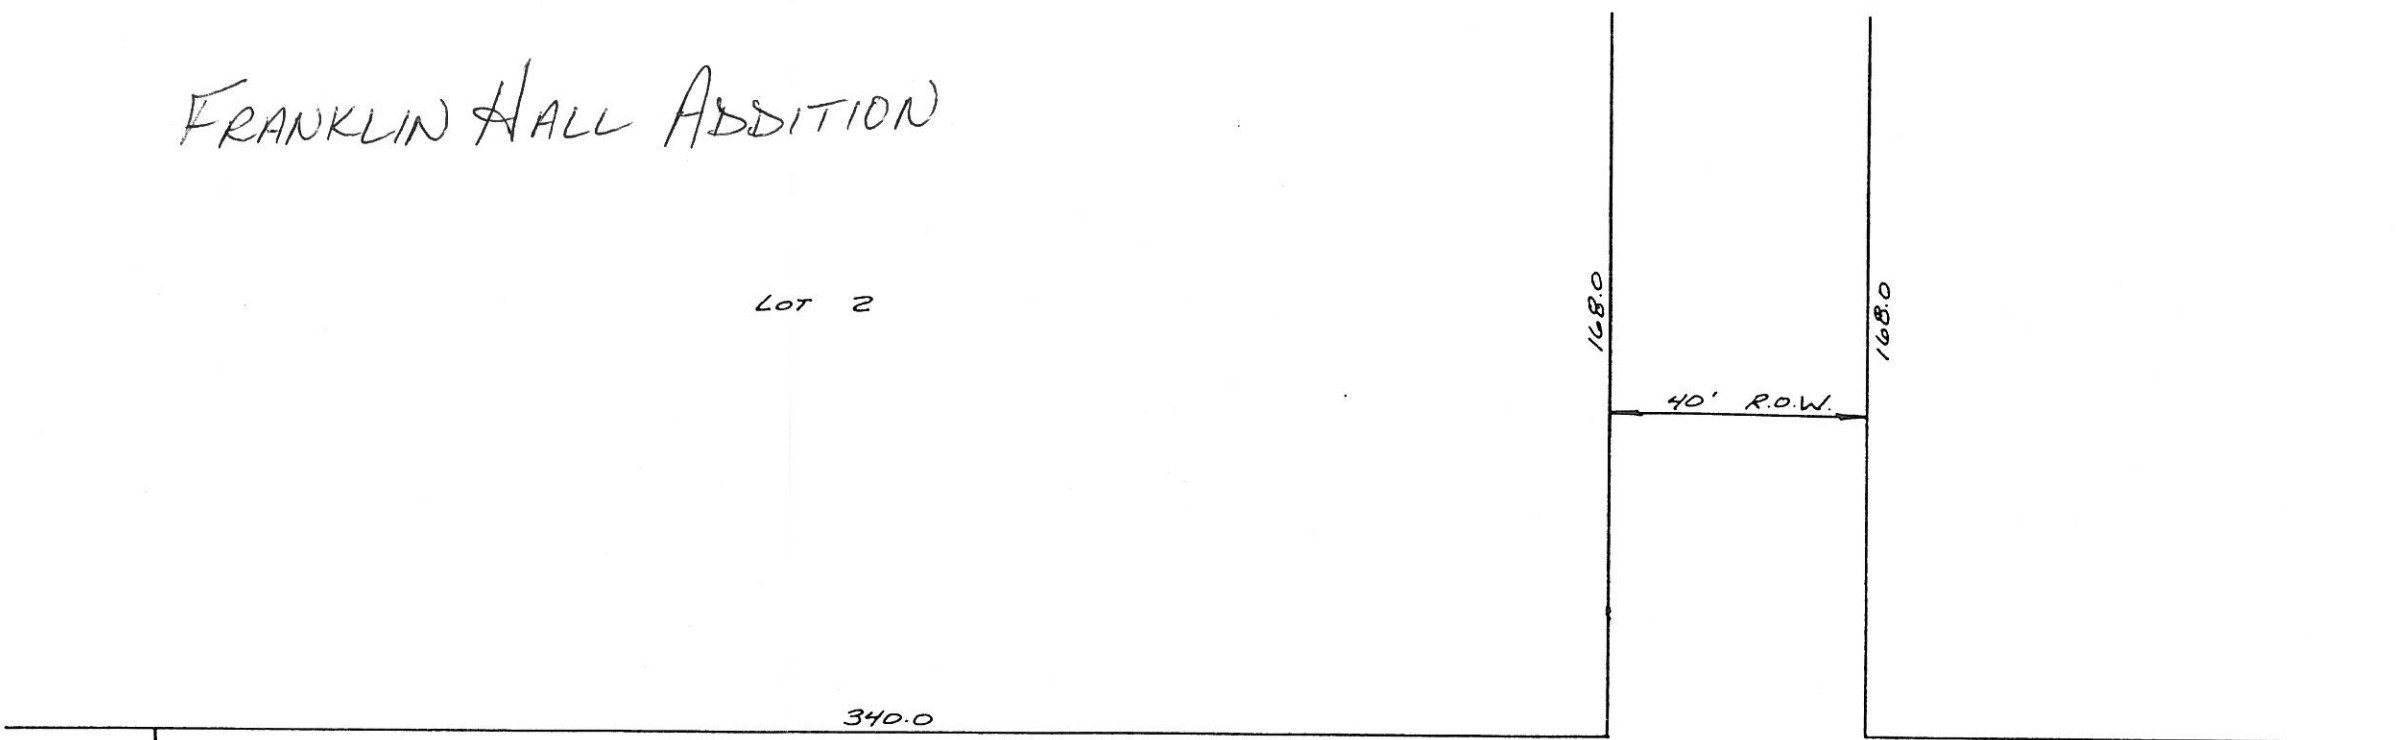 FRANKLIN HALL ADDITION
LOT 2
168.0
168.0
40' R.O.W.
340.0